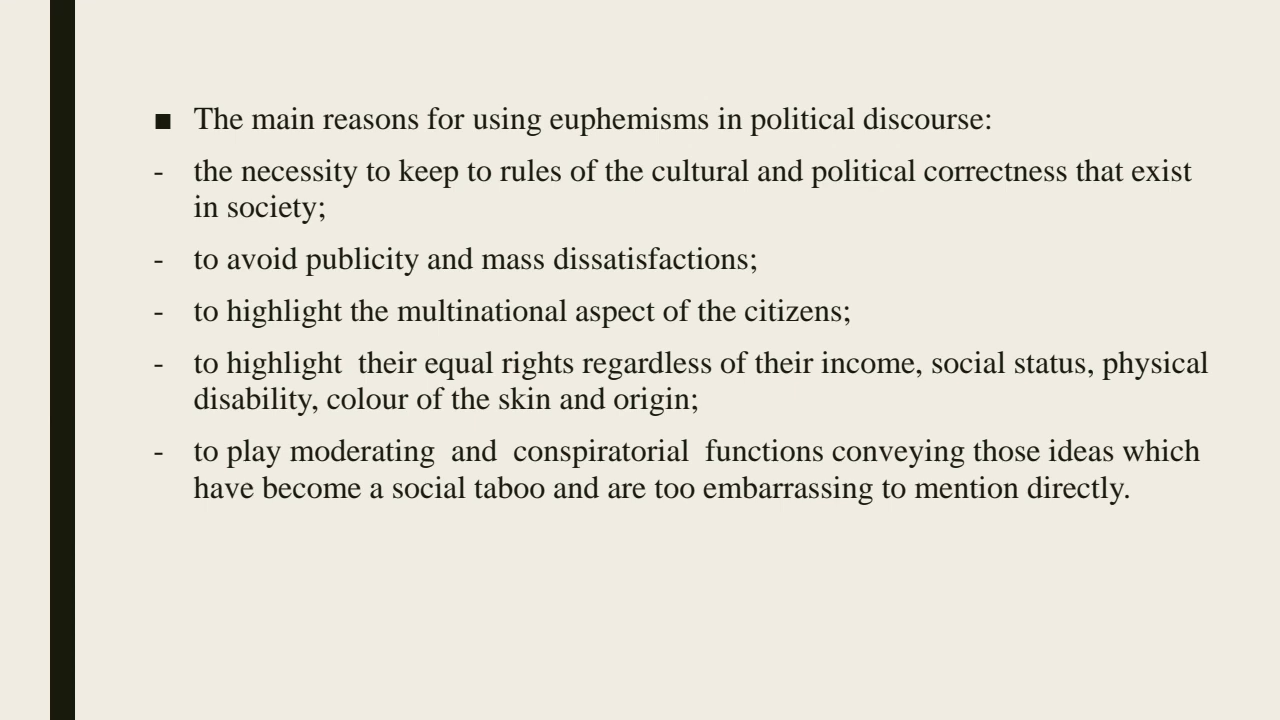 ▪ The main reasons for using euphemisms in political discourse:
- the necessity to keep to rules of the cultural and political correctness that exist
in society;
- to avoid publicity and mass dissatisfactions;
- to highlight the multinational aspect of the citizens;
- to highlight  their equal rights regardless of their income, social status, physical
disability, colour of the skin and origin;
- to play moderating  and  conspiratorial  functions conveying those ideas which
have become a social taboo and are too embarrassing to mention directly.